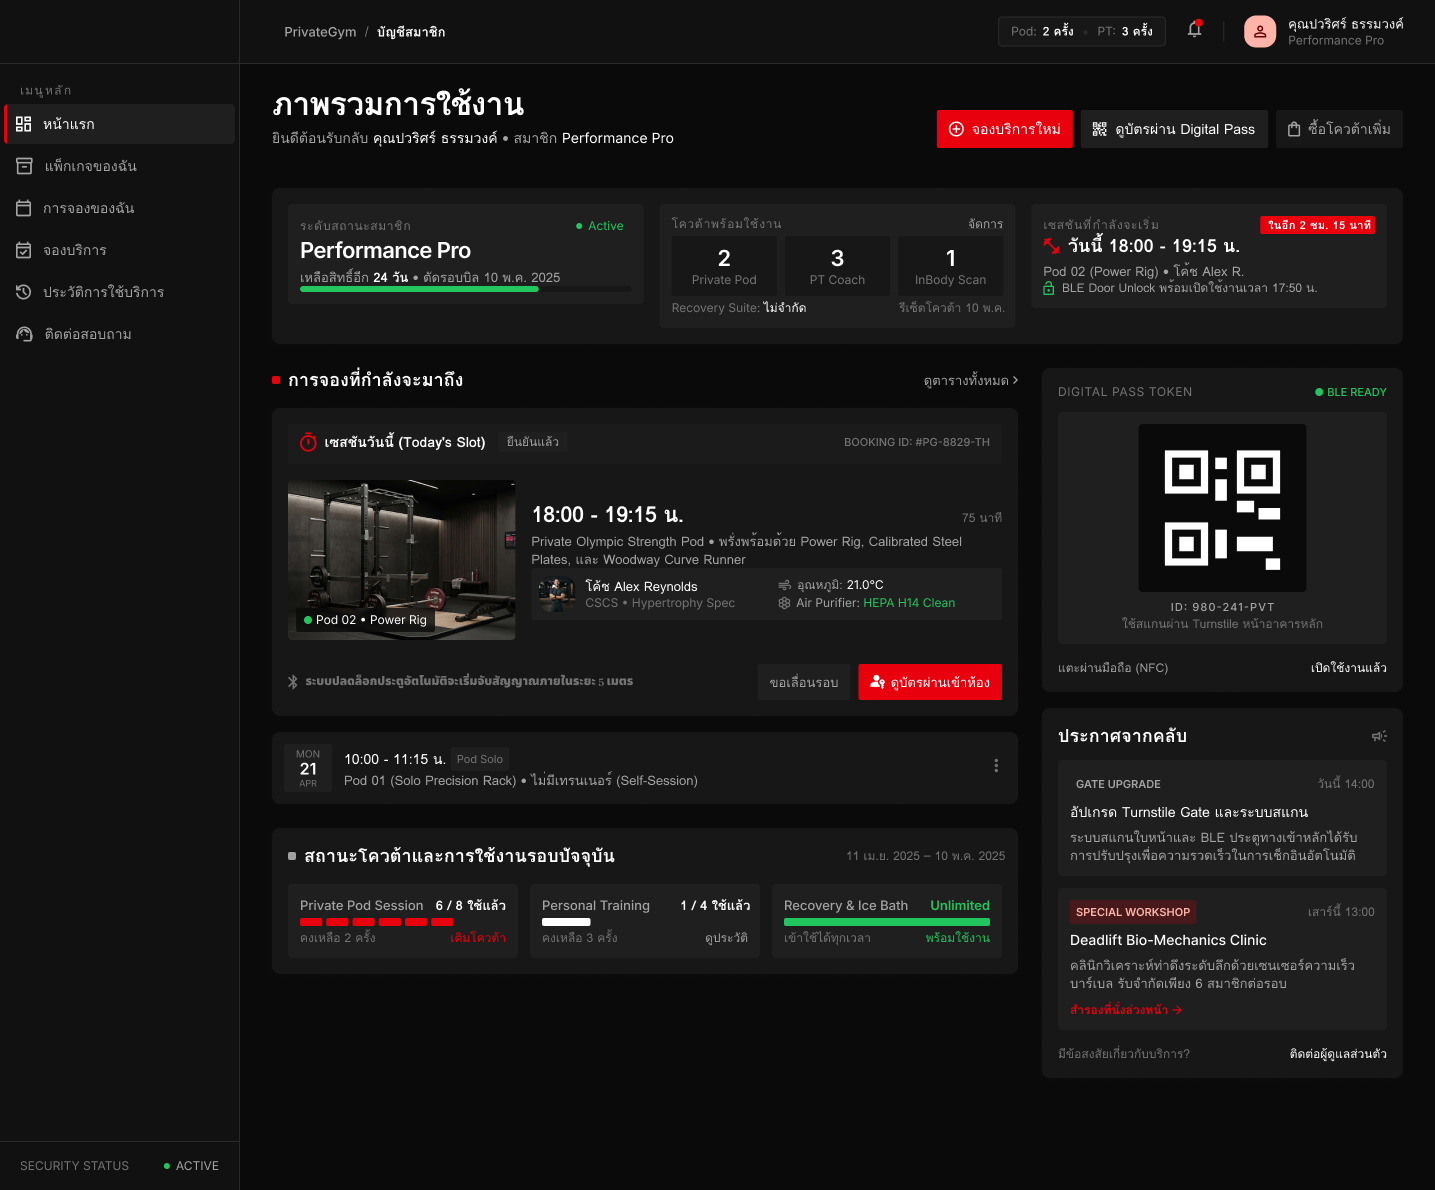 PrivateGym / บัญชีสมาชิก
Pod: 2 ครั้ง • PT: 3 ครั้ง
คุณปวริศร์ ธรรมวงค์
Performance Pro
เมนูหลัก
หน้าแรก
แพ็กเกจของฉัน
การจองของฉัน
จองบริการ
ประวัติการใช้บริการ
ติดต่อสอบถาม
SECURITY STATUS
ACTIVE
ภาพรวมการใช้งาน
ยินดีต้อนรับกลับ คุณปวริศร์ ธรรมวงค์ • สมาชิก Performance Pro
จองบริการใหม่
ดูบัตรผ่าน Digital Pass
ซื้อโควต้าเพิ่ม
ระดับสถานะสมาชิก
Active
Performance Pro
เหลือสิทธิ์อีก 24 วัน • ตัดรอบบิล 10 พ.ค. 2025
โควต้าพร้อมใช้งาน
จัดการ
2
Private Pod
3
PT Coach
1
InBody Scan
Recovery Suite: ไม่จำกัด
รีเซ็ตโควต้า 10 พ.ค.
เซสชันที่กำลังจะเริ่ม
ในอีก 2 ชม. 15 นาที
วันนี้ 18:00 - 19:15 น.
Pod 02 (Power Rig) • โค้ช Alex R.
BLE Door Unlock พร้อมเปิดใช้งานเวลา 17:50 น.
การจองที่กำลังจะมาถึง
ดูตารางทั้งหมด
เซสชันวันนี้ (Today's Slot)
ยืนยันแล้ว
BOOKING ID: #PG-8829-TH
Pod 02 • Power Rig
18:00 - 19:15 น.
75 นาที
Private Olympic Strength Pod • พรั่งพร้อมด้วย Power Rig, Calibrated Steel
Plates, และ Woodway Curve Runner
โค้ช Alex Reynolds
CSCS • Hypertrophy Spec
อุณหภูมิ: 21.0°C
Air Purifier: HEPA H14 Clean
ระบบปลดล็อกประตูอัตโนมัติจะเริ่มจับสัญญาณภายในระยะ 5 เมตร
ขอเลื่อนรอบ
ดูบัตรผ่านเข้าห้อง
MON
21
APR
10:00 - 11:15 น.
Pod Solo
Pod 01 (Solo Precision Rack) • ไม่มีเทรนเนอร์ (Self-Session)
สถานะโควต้าและการใช้งานรอบปัจจุบัน
11 เม.ย. 2025 – 10 พ.ค. 2025
Private Pod Session
6 / 8 ใช้แล้ว
คงเหลือ 2 ครั้ง
เติมโควต้า
Personal Training
1 / 4 ใช้แล้ว
คงเหลือ 3 ครั้ง
ดูประวัติ
Recovery & Ice Bath
Unlimited
เข้าใช้ได้ทุกเวลา
พร้อมใช้งาน
DIGITAL PASS TOKEN
BLE READY
ID: 980-241-PVT
ใช้สแกนผ่าน Turnstile หน้าอาคารหลัก
แตะผ่านมือถือ (NFC)
เปิดใช้งานแล้ว
ประกาศจากคลับ
GATE UPGRADE
วันนี้ 14:00
อัปเกรด Turnstile Gate และระบบสแกน
ระบบสแกนใบหน้าและ BLE ประตูทางเข้าหลักได้รับ
การปรับปรุงเพื่อความรวดเร็วในการเช็กอินอัตโนมัติ
SPECIAL WORKSHOP
เสาร์นี้ 13:00
Deadlift Bio-Mechanics Clinic
คลินิกวิเคราะห์ท่าดึงระดับลึกด้วยเซนเซอร์ความเร็ว
บาร์เบล รับจำกัดเพียง 6 สมาชิกต่อรอบ
สำรองที่นั่งล่วงหน้า →
มีข้อสงสัยเกี่ยวกับบริการ?
ติดต่อผู้ดูแลส่วนตัว